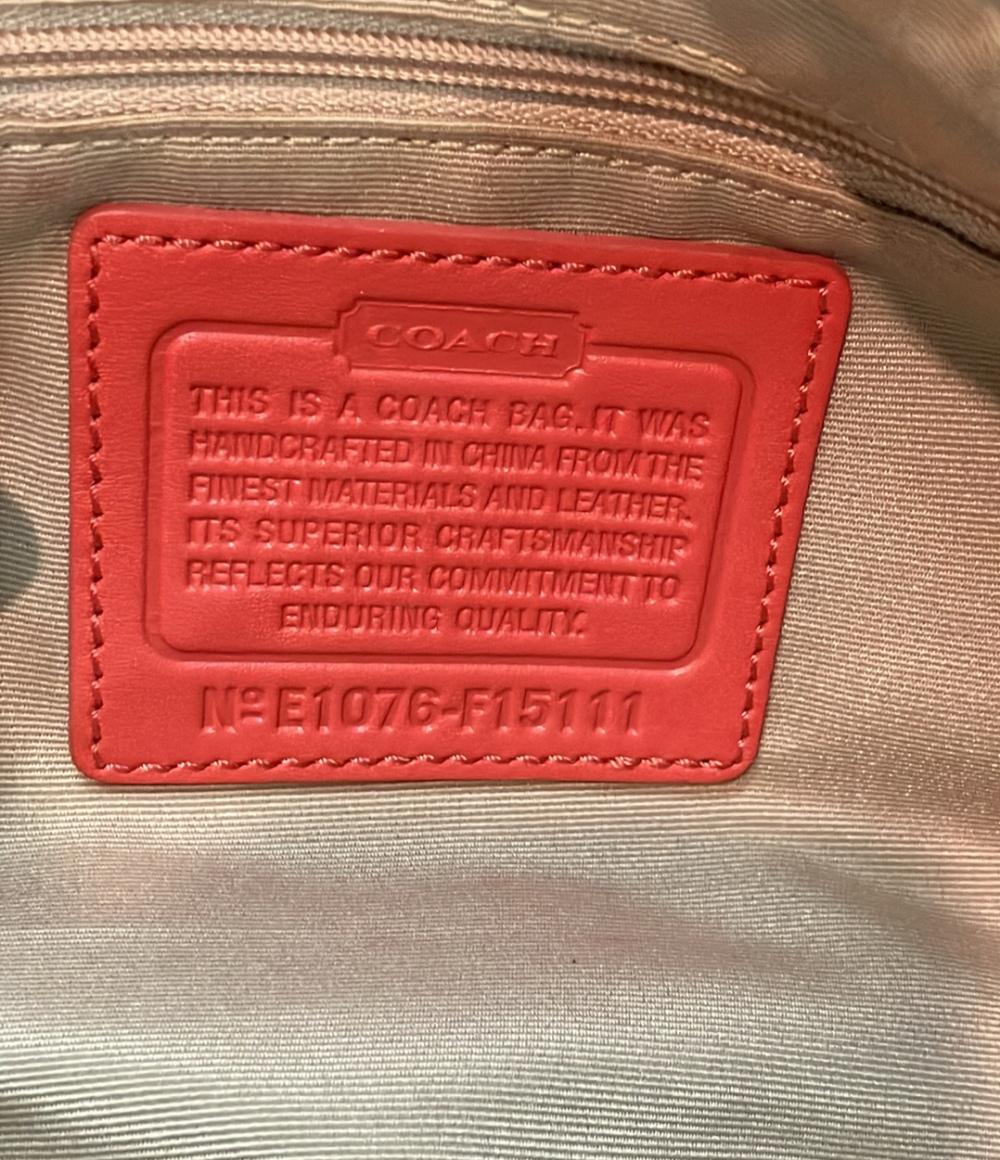 COACH
THIS IS A COACH BAG. IT WAS
HANDCRAFTED IN CHINA FROM THE
FINEST MATERIALS AND LEATHER.
ITS SUPERIOR CRAFTSMANSHIP
REFLECTS OUR COMMITMENT TO
ENDURING QUALITY.
Nº E1076-F15111